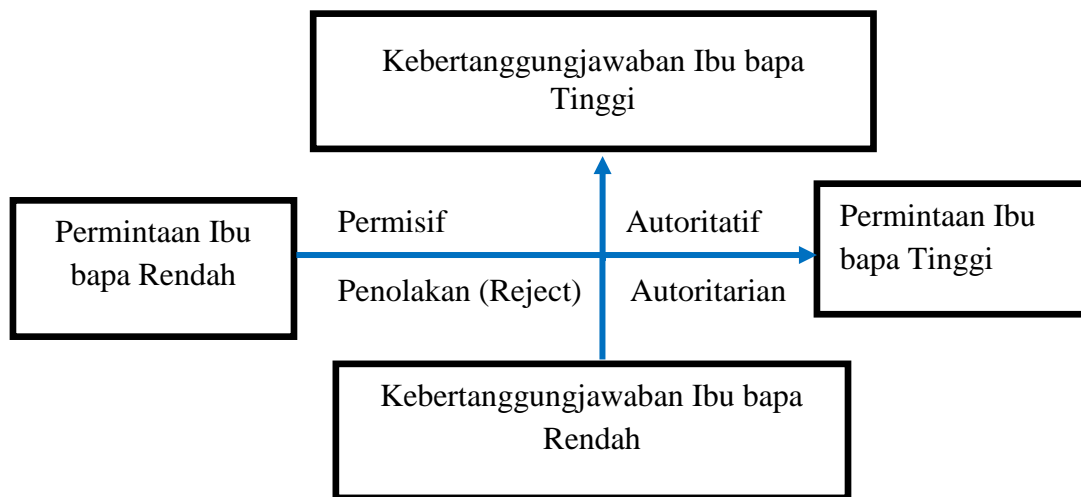 Kebertanggungjawaban Ibu bapa
Tinggi
Permintaan Ibu
bapa Rendah
Permisif
Autoritatif
Penolakan (Reject)
Autoritarian
Permintaan Ibu
bapa Tinggi
Kebertanggungjawaban Ibu bapa
Rendah